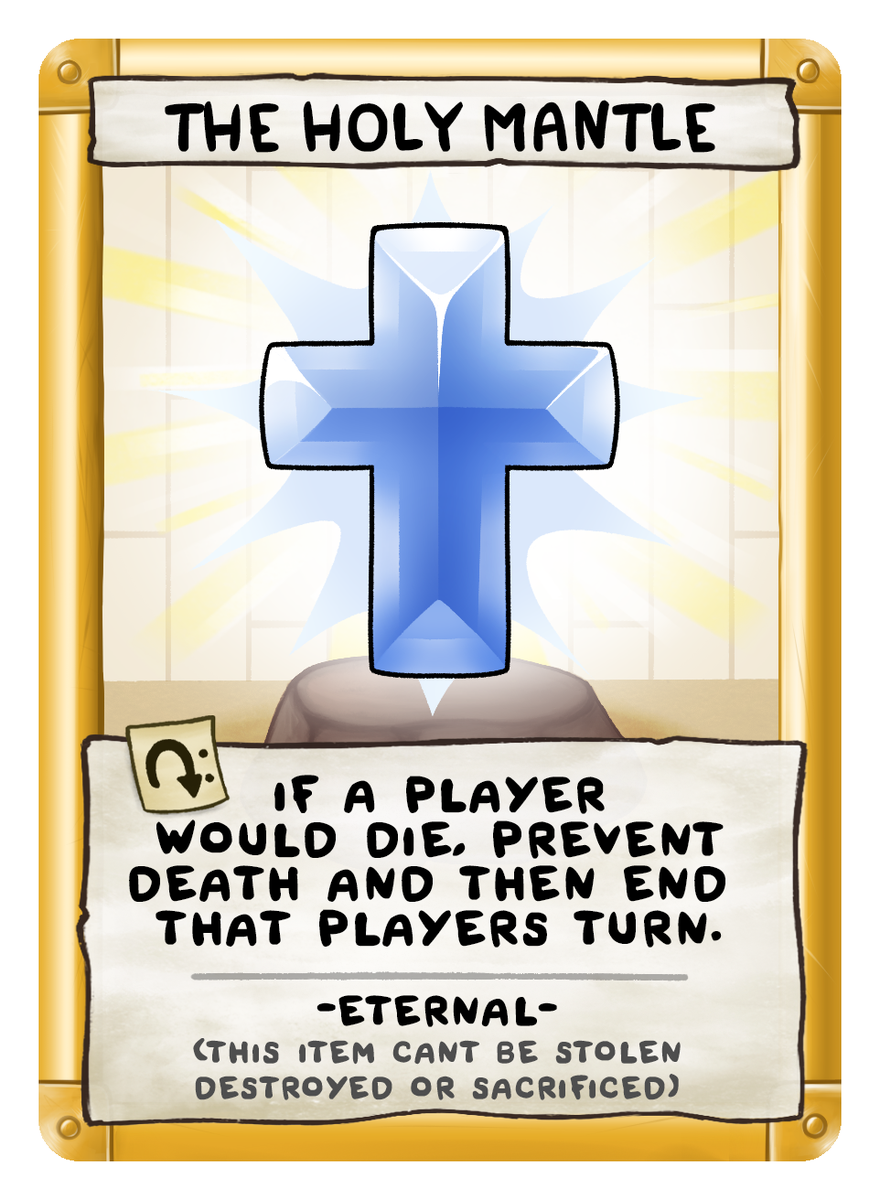 THE HOLY MANTLE
IF A PLAYER
WOULD DIE, PREVENT
DEATH AND THEN END
THAT PLAYERS TURN.
-ETERNAL-
(THIS ITEM CANT BE STOLEN
DESTROYED OR SACRIFICED)